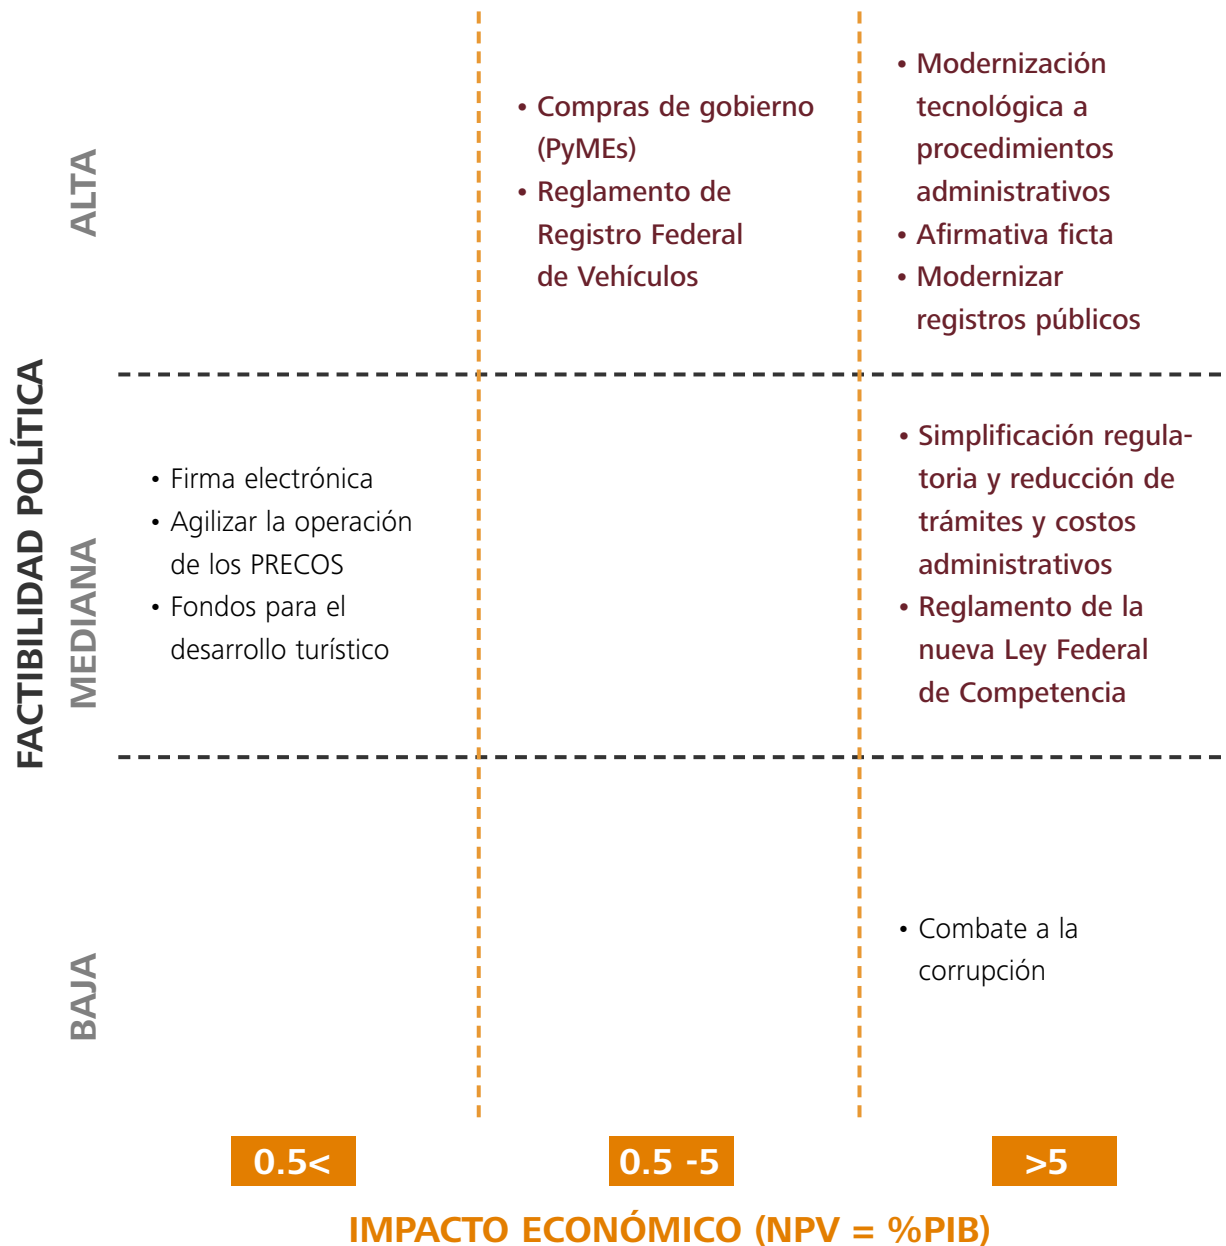 FACTIBILIDAD POLÍTICA
ALTA
• Compras de gobierno
(PyMEs)
• Reglamento de
Registro Federal
de Vehículos
• Modernización
tecnológica a
procedimientos
administrativos
• Afirmativa ficta
• Modernizar
registros públicos
MEDIANA
• Firma electrónica
• Agilizar la operación
de los PRECOS
• Fondos para el
desarrollo turístico
• Simplificación regula-
toria y reducción de
trámites y costos
administrativos
• Reglamento de la
nueva Ley Federal
de Competencia
BAJA
• Combate a la
corrupción
0.5<
0.5 -5
>5
IMPACTO ECONÓMICO (NPV = %PIB)